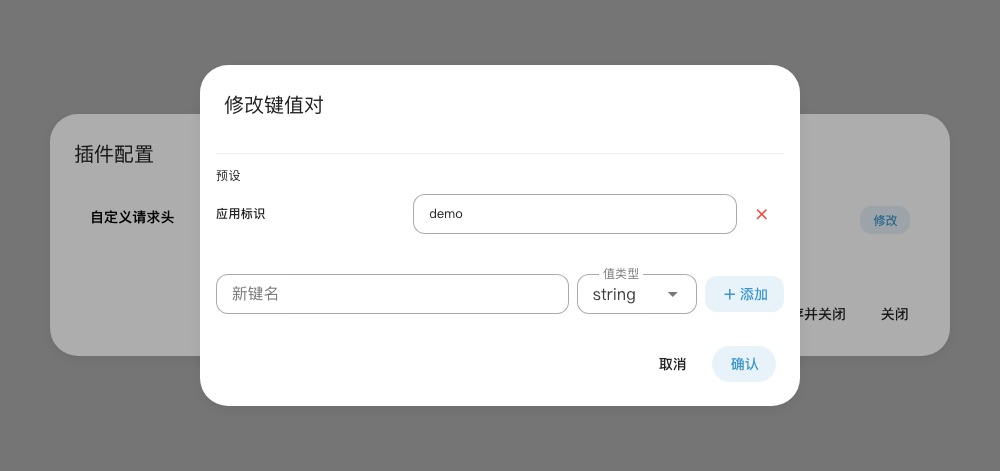 修改键值对
插件配置
预设
应用标识
demo
自定义请求头
修改
值类型
新键名
string
添加
并关闭
关闭
取消
确认